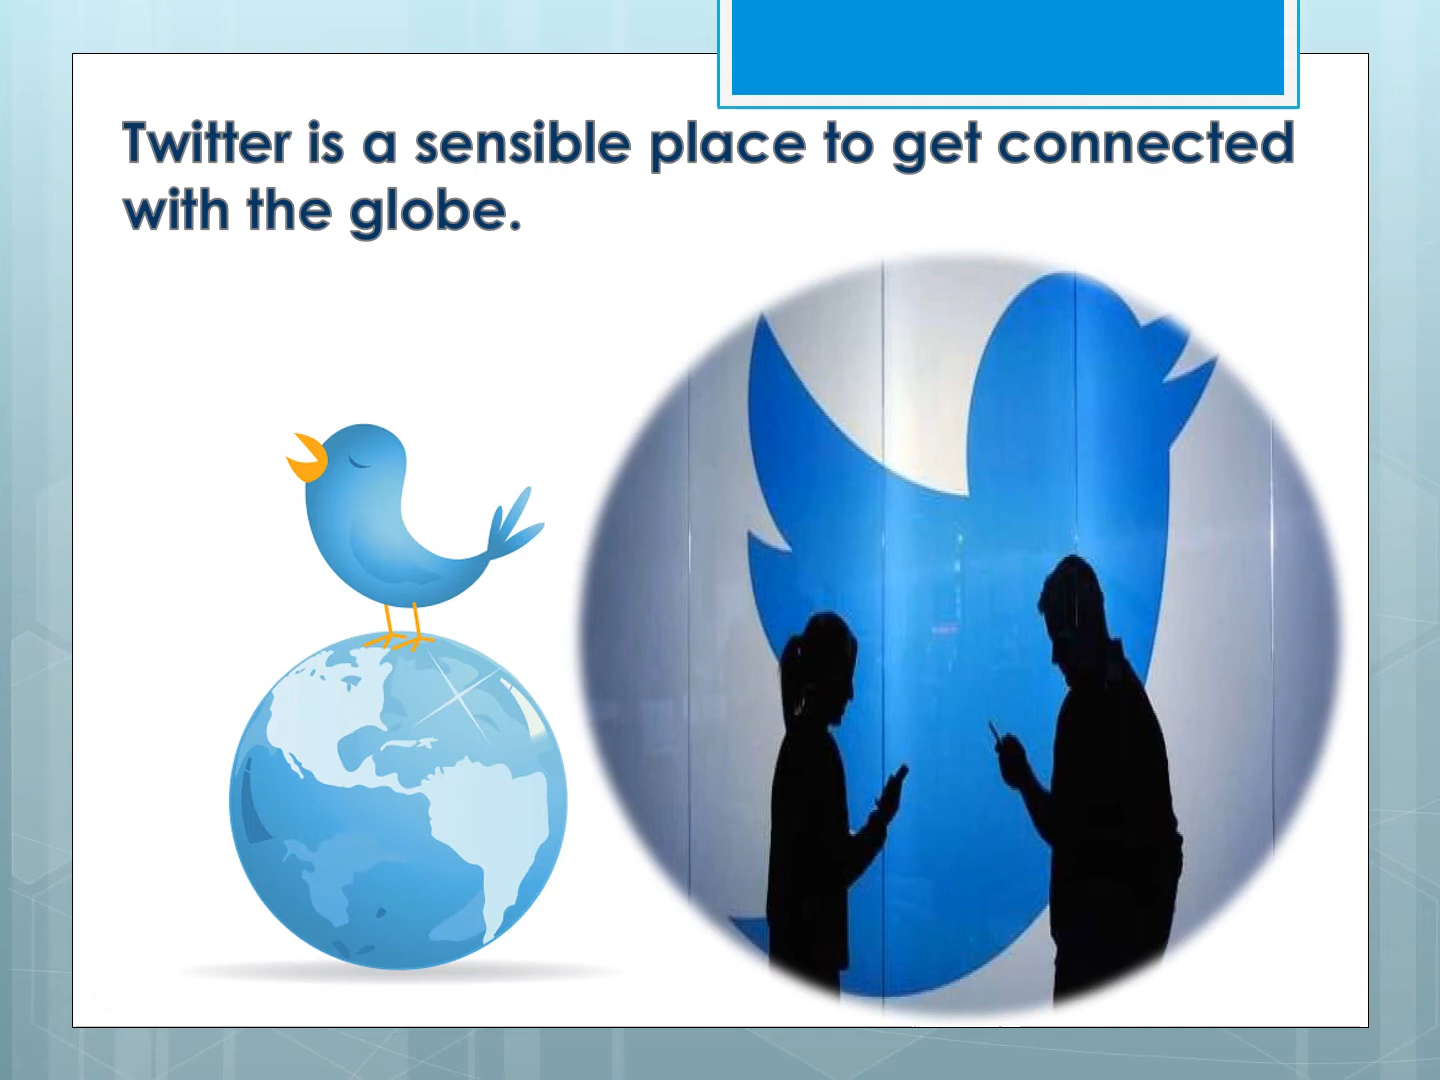 Twitter is a sensible place to get connected
with the globe.